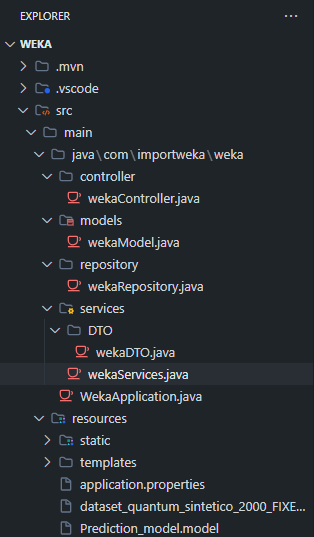 EXPLORER
WEKA
.mvn
.vscode
src
main
java\com\importweka\weka
controller
wekaController.java
models
wekaModel.java
repository
wekaRepository.java
services
DTO
wekaDTO.java
wekaServices.java
WekaApplication.java
resources
static
templates
application.properties
dataset_quantum_sintetico_2000_FIXE...
Prediction_model.model